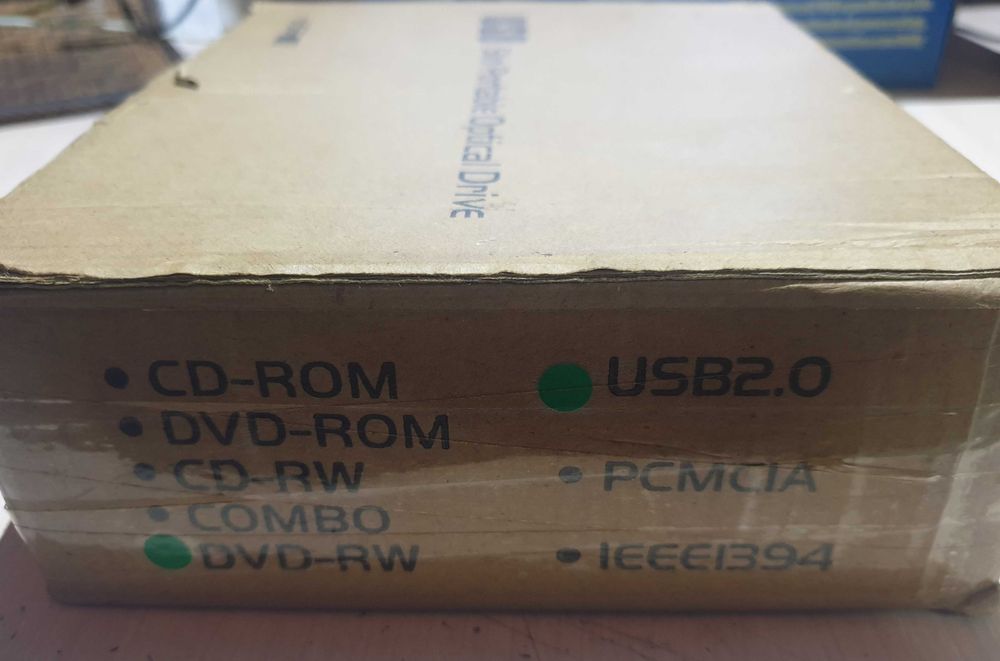 Optical Drive
CD-ROM
DVD-ROM
CD-RW
COMBO
DVD-RW
USB2.0
PCMCIA
IEEE1394